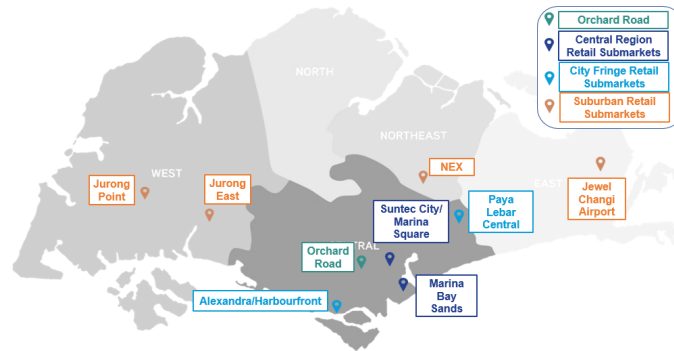 Orchard Road
Central Region
Retail Submarkets
City Fringe Retail
Submarkets
Suburban Retail
Submarkets
NORTH
NORTHEAST
WEST
EAST
CENTRAL
NEX
Jurong
Point
Jurong
East
Suntec City/
Marina
Square
Paya
Lebar
Central
Jewel
Changi
Airport
Orchard
Road
Marina
Bay
Sands
Alexandra/Harbourfront